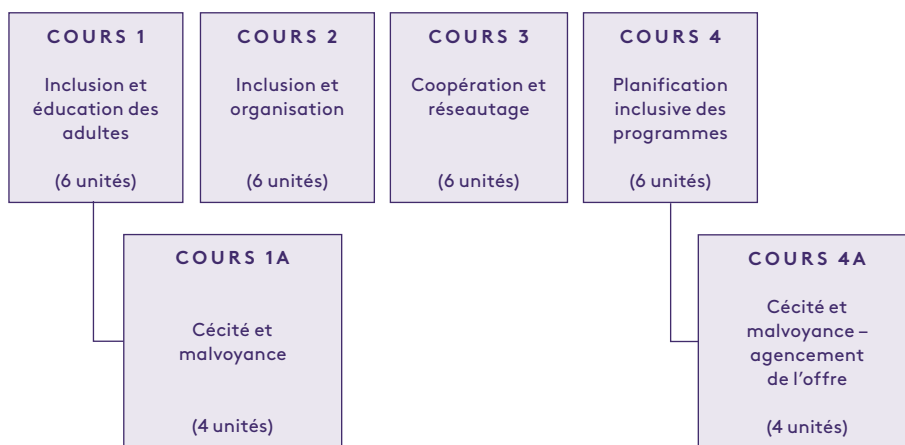 COURS 1
Inclusion et
éducation des
adultes
(6 unités)
COURS 2
Inclusion et
organisation
(6 unités)
COURS 3
Coopération et
réseautage
(6 unités)
COURS 4
Planification
inclusive des
programmes
(6 unités)
COURS 1A
Cécité et
malvoyance
(4 unités)
COURS 4A
Cécité et
malvoyance –
agencement
de l’offre
(4 unités)